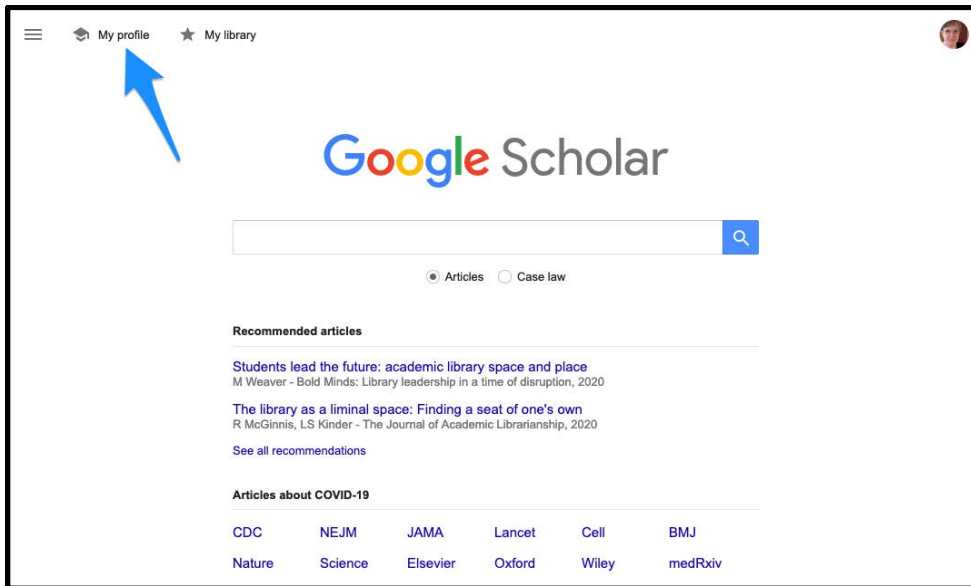 My profile My library
Google Scholar
Articles Case law
Recommended articles
Students lead the future: academic library space and place
M Weaver - Bold Minds: Library leadership in a time of disruption, 2020
The library as a liminal space: Finding a seat of one's own
R McGinnis, LS Kinder - The Journal of Academic Librarianship, 2020
See all recommendations
Articles about COVID-19
CDC NEJM JAMA Lancet Cell BMJ
Nature Science Elsevier Oxford Wiley medRxiv